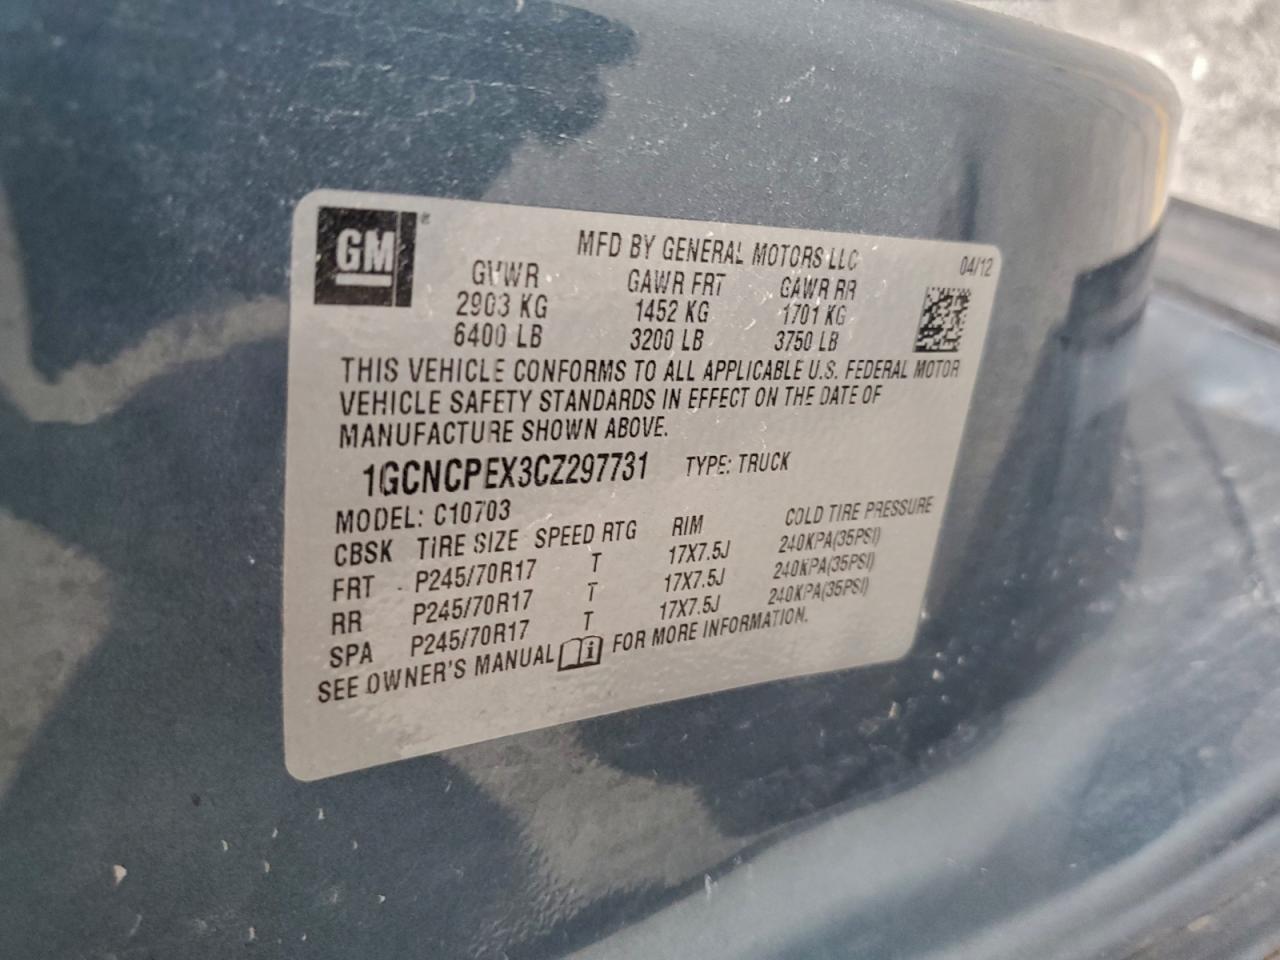 GM®
MFD BY GENERAL MOTORS LLC 04/12
GVWR GAWR FRT GAWR RR
2903 KG 1452 KG 1701 KG
6400 LB 3200 LB 3750 LB
THIS VEHICLE CONFORMS TO ALL APPLICABLE U.S. FEDERAL MOTOR
VEHICLE SAFETY STANDARDS IN EFFECT ON THE DATE OF
MANUFACTURE SHOWN ABOVE.
1GCNCPEX3CZ297731 TYPE: TRUCK
MODEL: C10703
CBSK TIRE SIZE SPEED RTG RIM COLD TIRE PRESSURE
FRT P245/70R17 T 17X7.5J 240KPA(35PSI)
RR P245/70R17 T 17X7.5J 240KPA(35PSI)
SPA P245/70R17 T 17X7.5J 240KPA(35PSI)
SEE OWNER'S MANUAL FOR MORE INFORMATION.